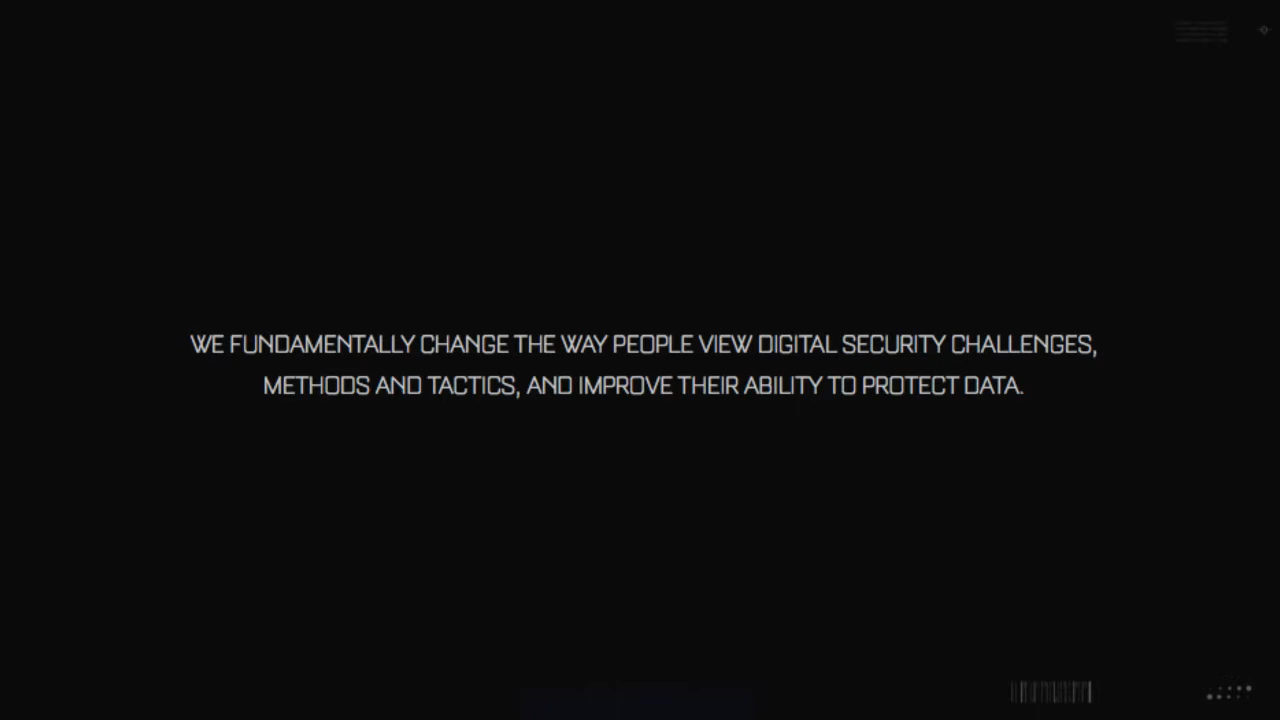 WE FUNDAMENTALLY CHANGE THE WAY PEOPLE VIEW DIGITAL SECURITY CHALLENGES,
METHODS AND TACTICS, AND IMPROVE THEIR ABILITY TO PROTECT DATA.